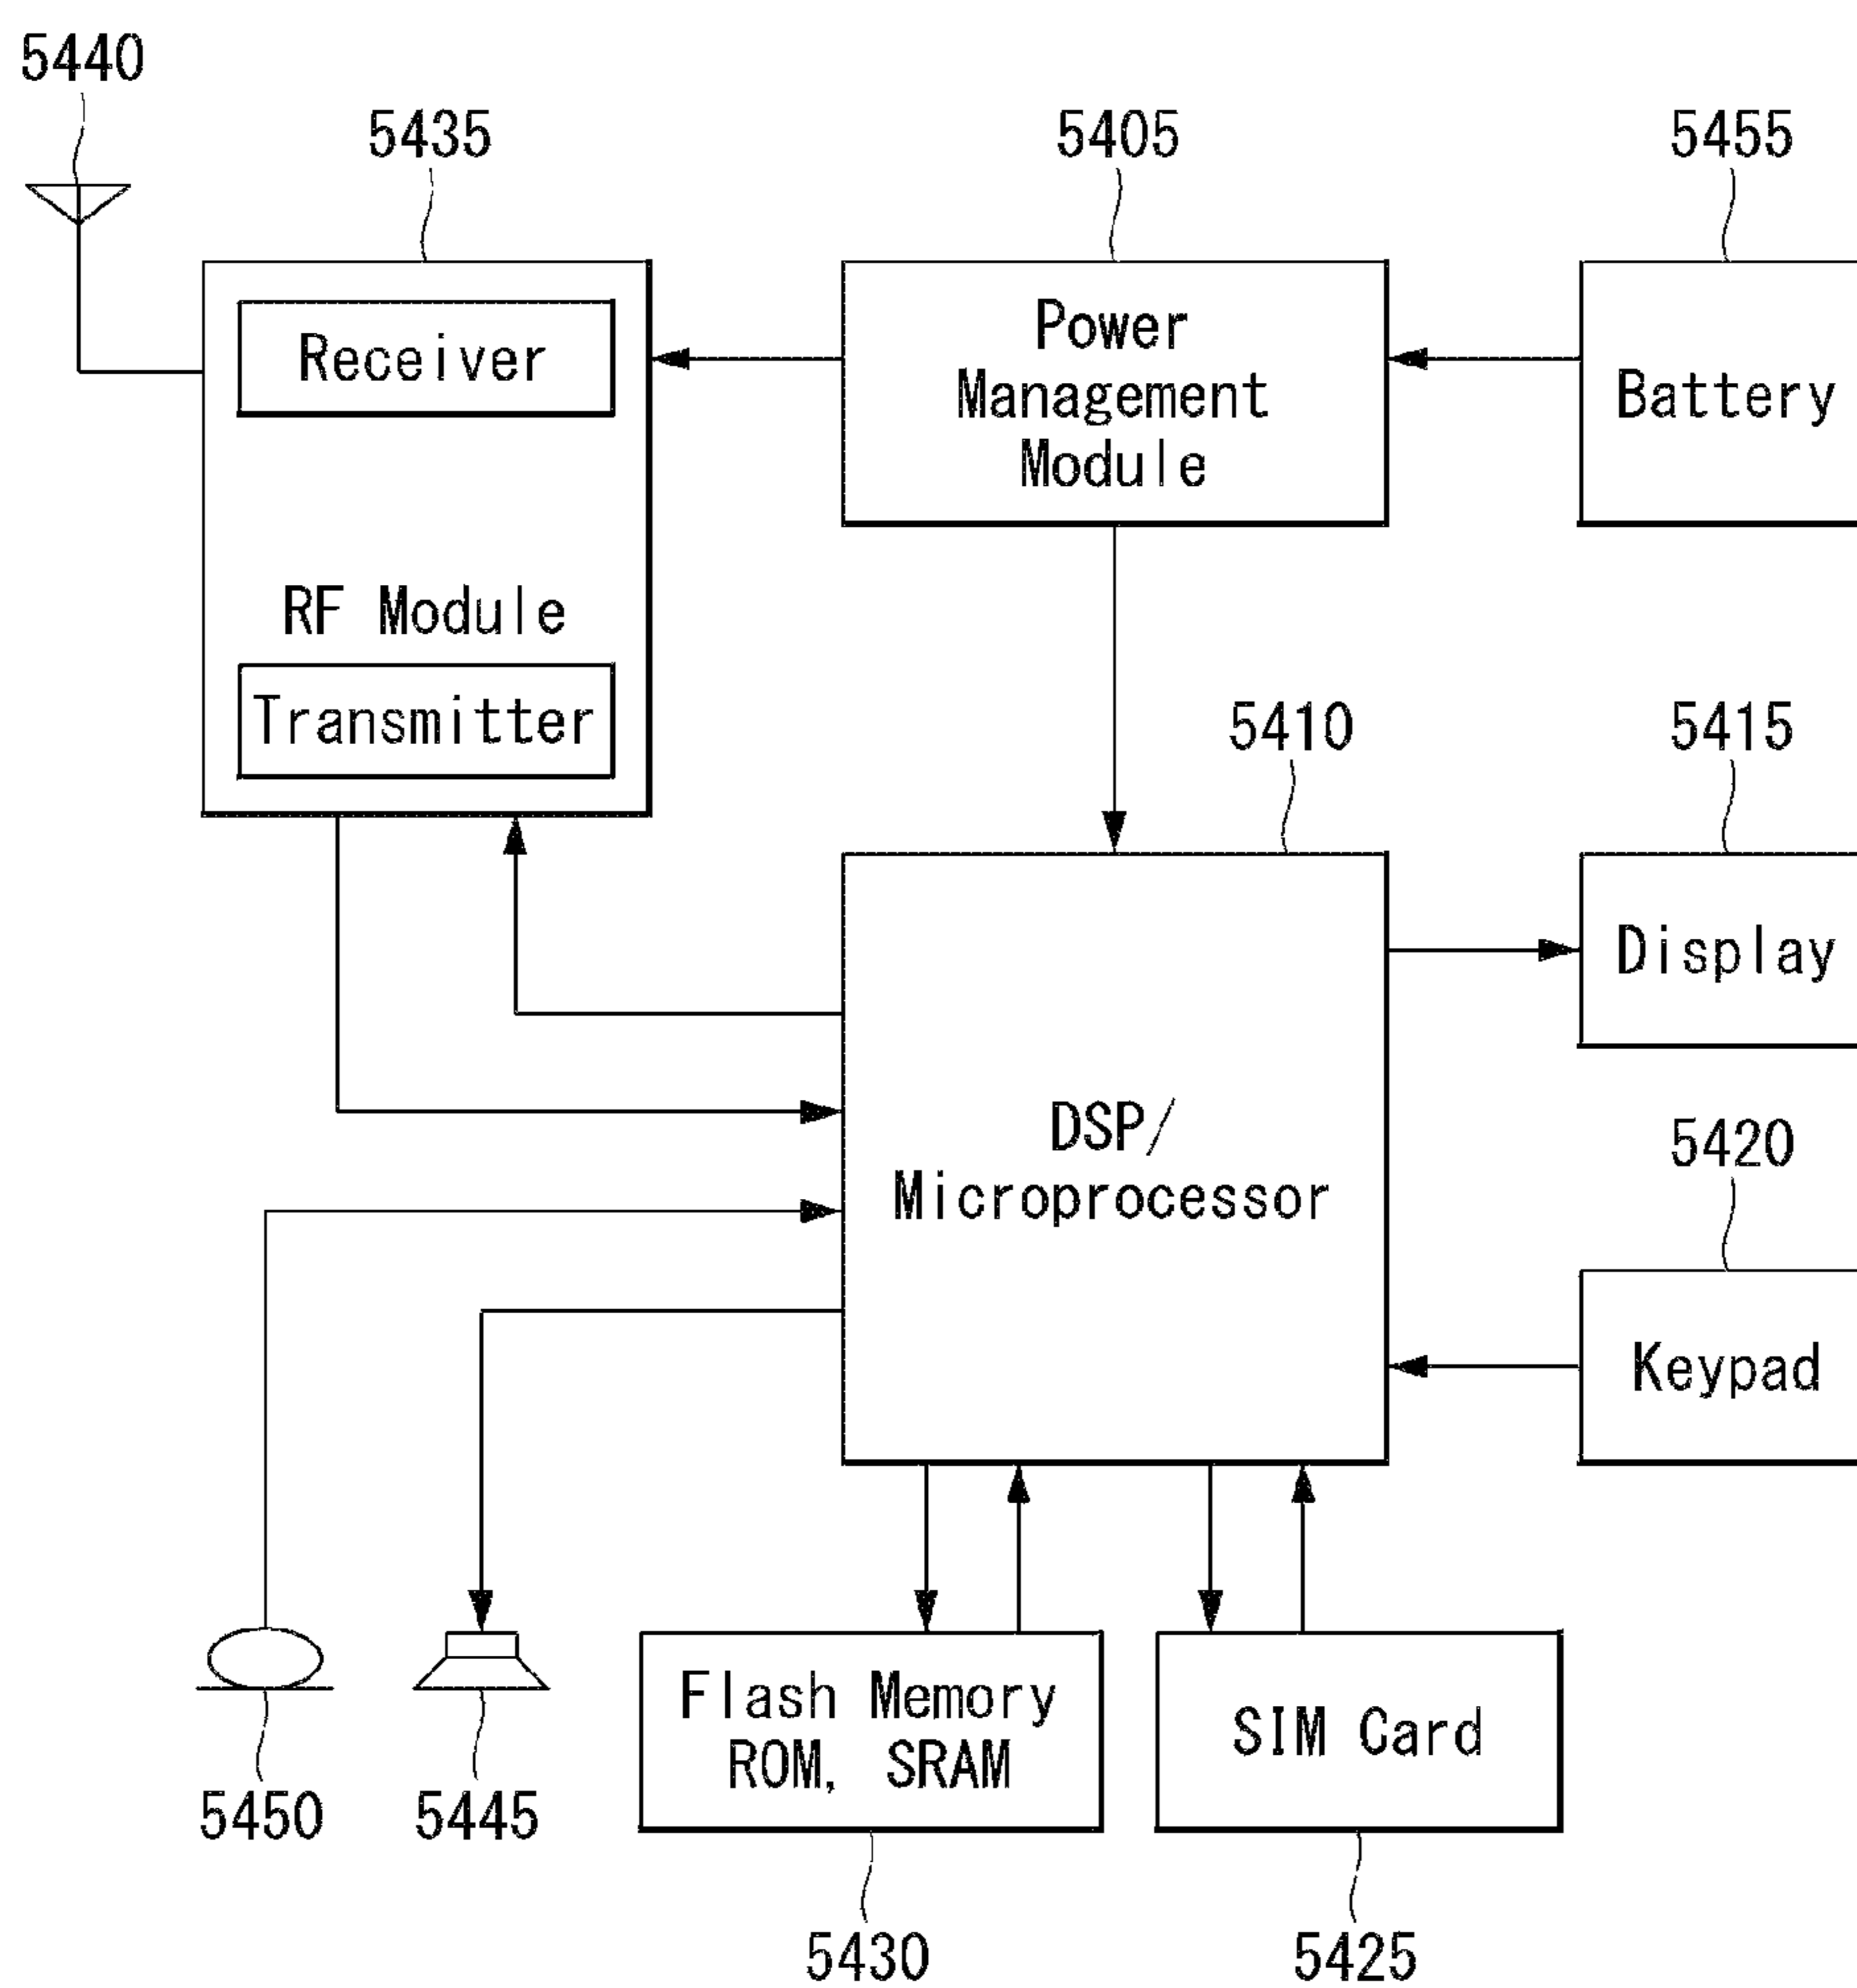 5440
5435
5405
5455
Receiver
RF Module
Transmitter
Power
Management
Module
Battery
5410
5415
DSP/
Microprocessor
Display
5420
Keypad
Flash Memory
ROM, SRAM
SIM Card
5450
5445
5430
5425